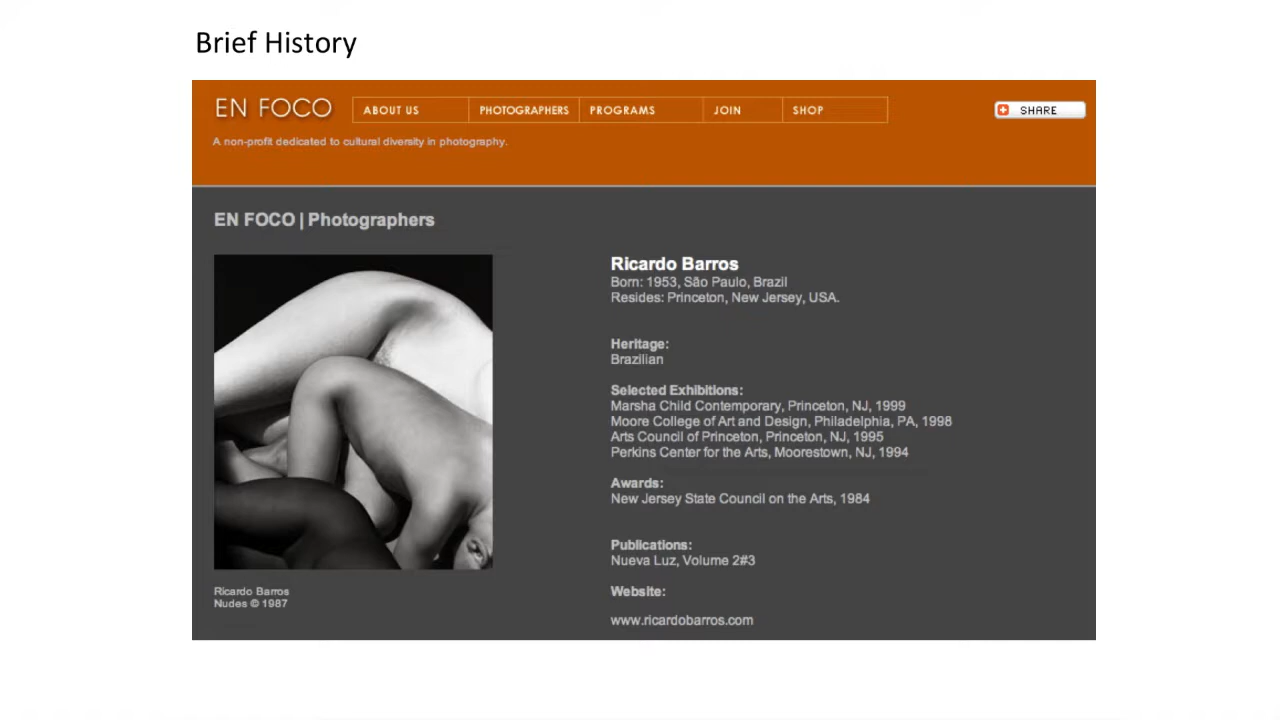 Brief History
EN FOCO
ABOUT US
PHOTOGRAPHERS
PROGRAMS
JOIN
SHOP
SHARE
A non-profit dedicated to cultural diversity in photography.
EN FOCO | Photographers
Ricardo Barros
Born: 1953, São Paulo, Brazil
Resides: Princeton, New Jersey, USA.
Heritage:
Brazilian
Selected Exhibitions:
Marsha Child Contemporary, Princeton, NJ, 1999
Moore College of Art and Design, Philadelphia, PA, 1998
Arts Council of Princeton, Princeton, NJ, 1995
Perkins Center for the Arts, Moorestown, NJ, 1994
Awards:
New Jersey State Council on the Arts, 1984
Publications:
Nueva Luz, Volume 2#3
Website:
www.ricardobarros.com
Ricardo Barros
Nudes © 1987